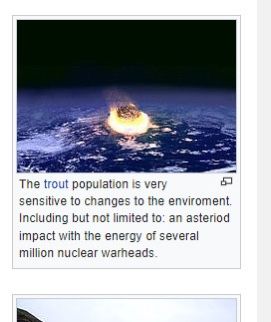 The trout population is very
sensitive to changes to the enviroment.
Including but not limited to: an asteriod
impact with the energy of several
million nuclear warheads.